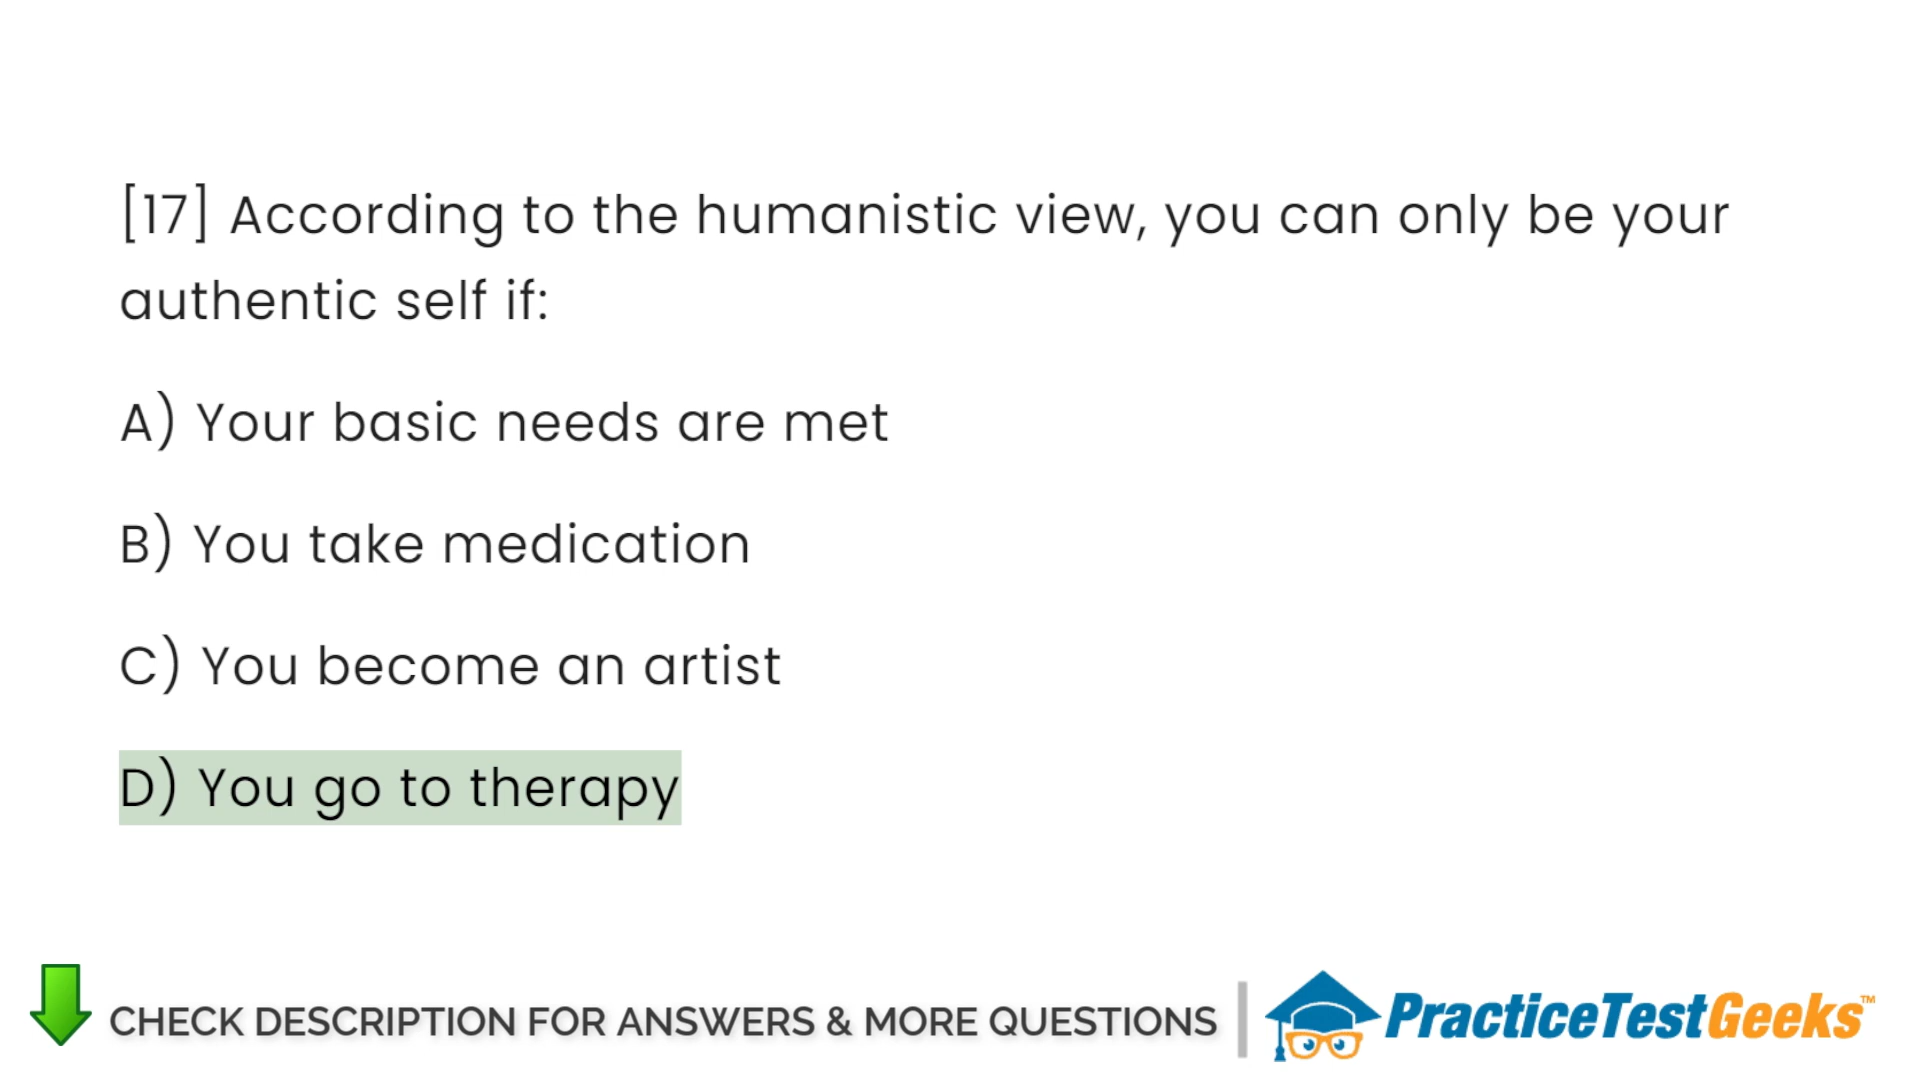 [17] According to the humanistic view, you can only be your
authentic self if:
A) Your basic needs are met
B) You take medication
C) You become an artist
D) You go to therapy
CHECK DESCRIPTION FOR ANSWERS & MORE QUESTIONS
PracticeTestGeeks™